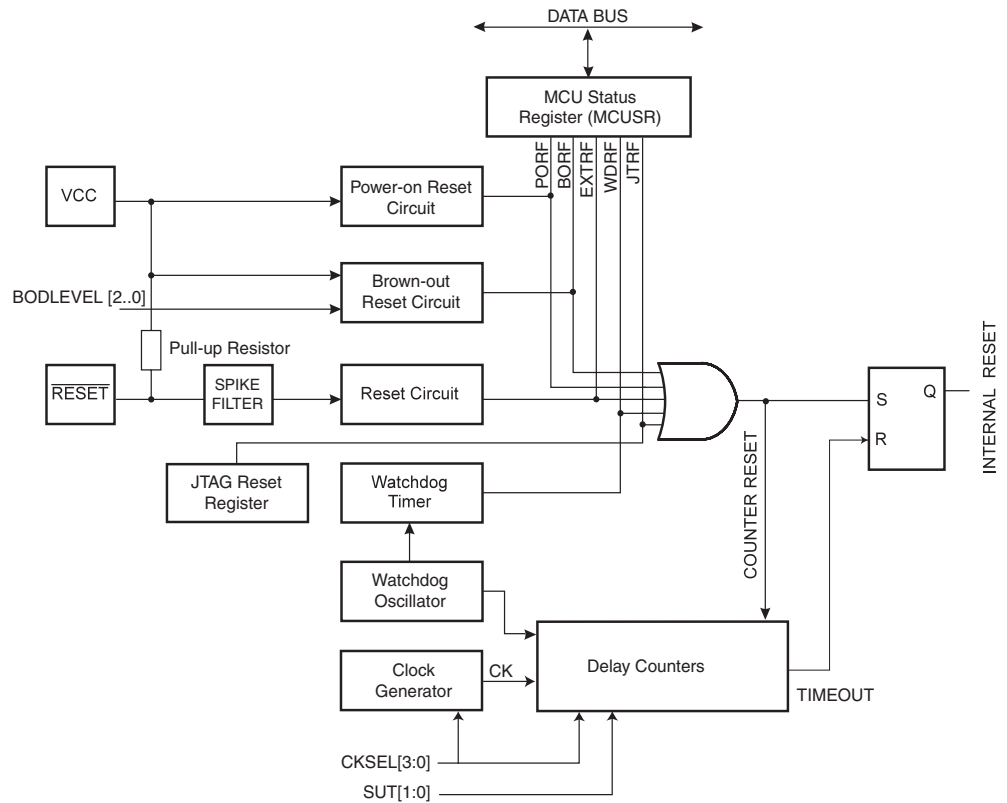 DATA BUS
MCU Status
Register (MCUSR)
PORF
BORF
EXTRF
WDRF
JTRF
VCC
Power-on Reset
Circuit
Brown-out
Reset Circuit
BODLEVEL [2..0]
Pull-up Resistor
RESET
SPIKE
FILTER
Reset Circuit
JTAG Reset
Register
Watchdog
Timer
Watchdog
Oscillator
Clock
Generator
CK
Delay Counters
CKSEL[3:0]
SUT[1:0]
COUNTER RESET
TIMEOUT
S
R
Q
INTERNAL RESET